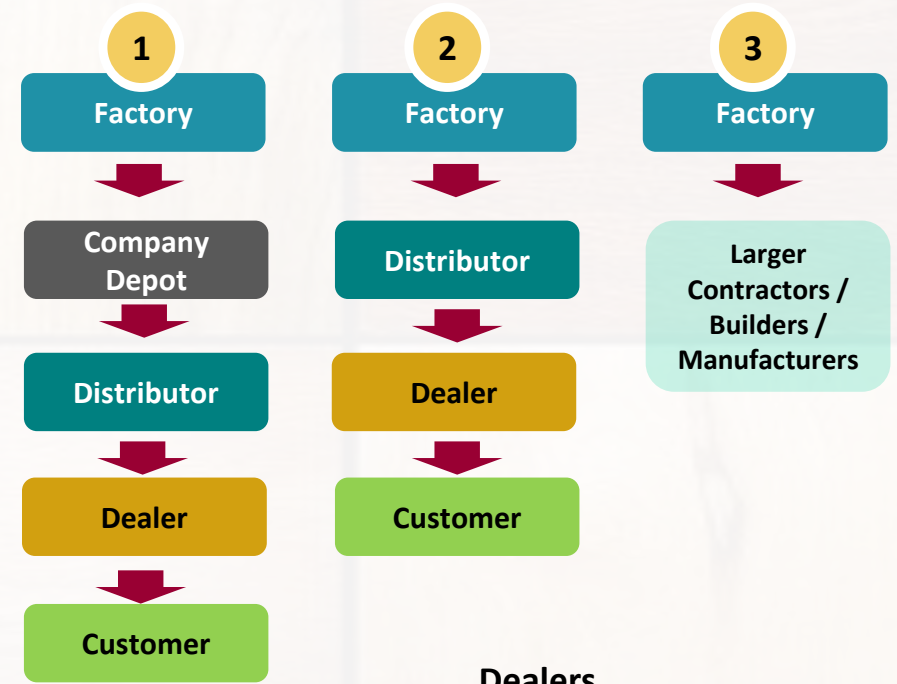 1
Factory
Company
Depot
Distributor
Dealer
Customer
2
Factory
Distributor
Dealer
Customer
3
Factory
Larger
Contractors /
Builders /
Manufacturers
Dealers